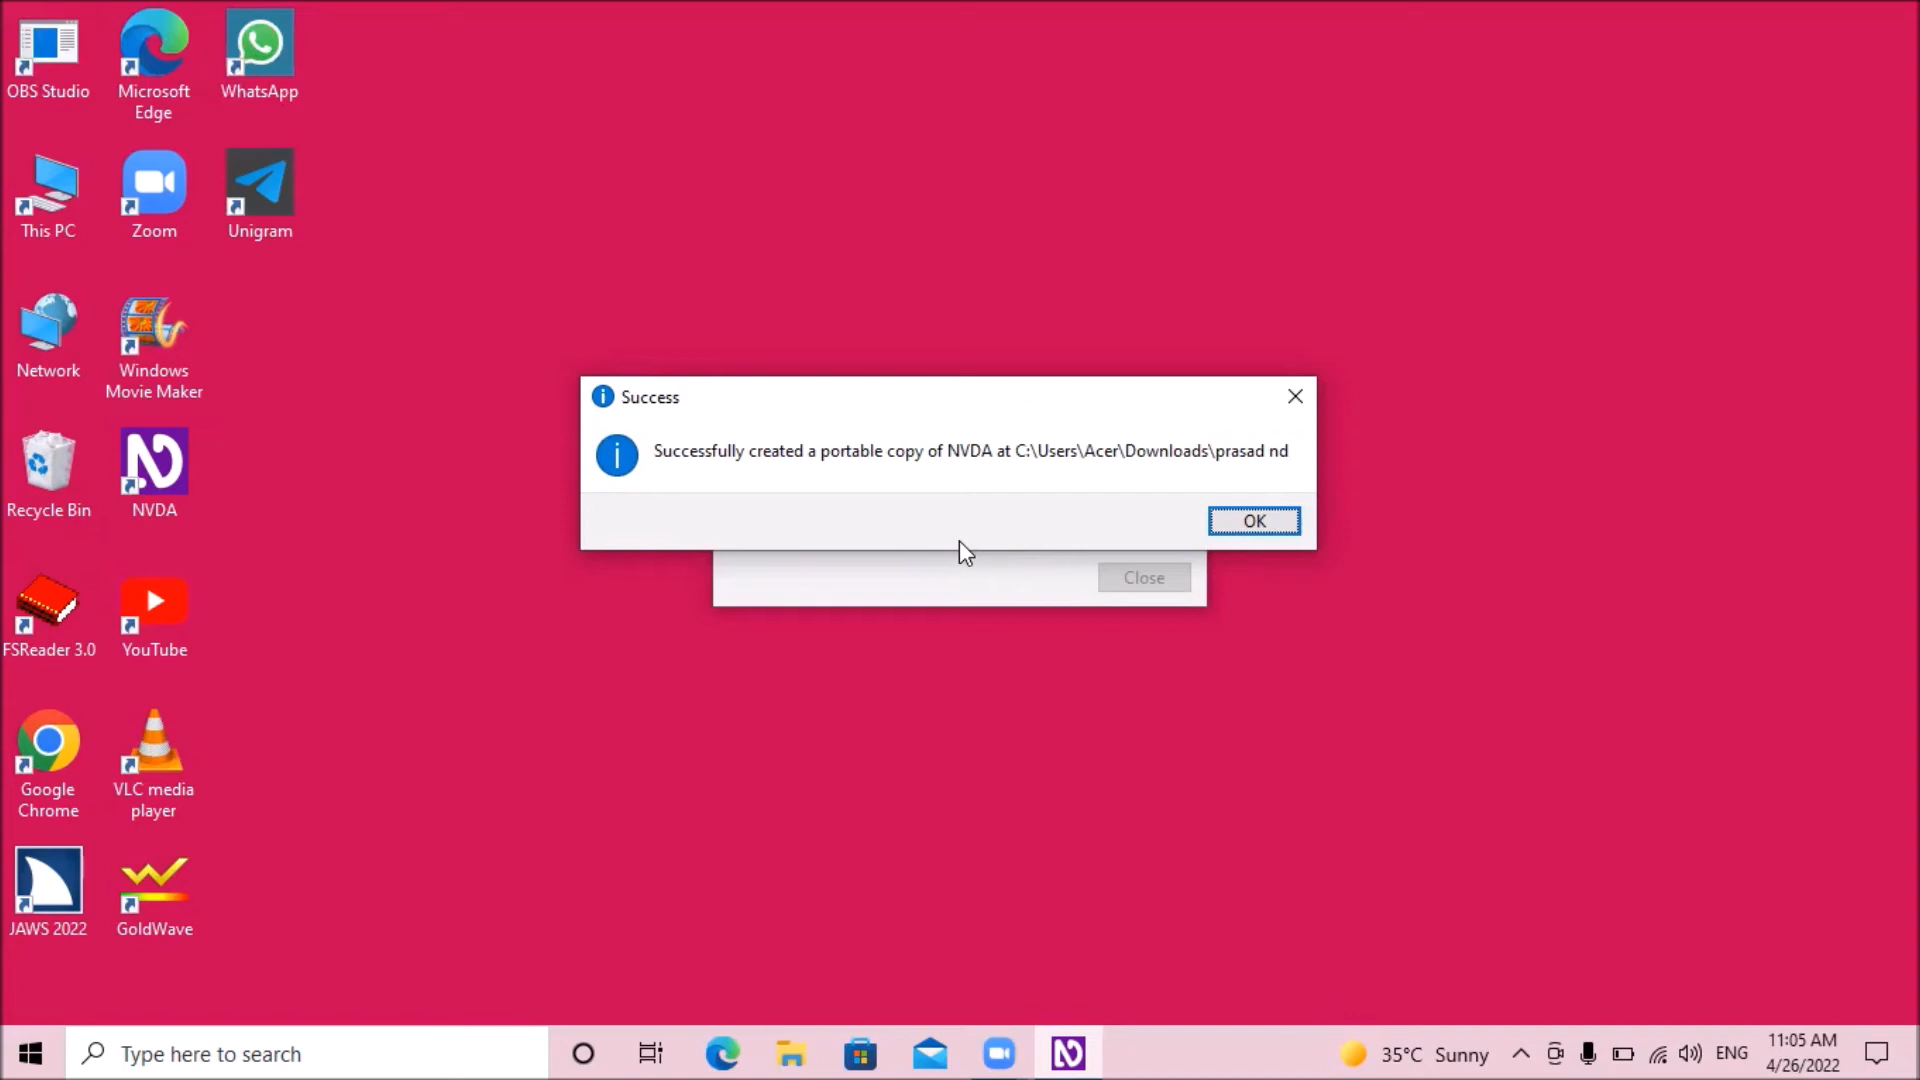 OBS Studio
Microsoft
Edge
WhatsApp
This PC
Zoom
Unigram
Network
Windows
Movie Maker
Recycle Bin
NVDA
FSReader 3.0
YouTube
Google
Chrome
VLC media
player
JAWS 2022
GoldWave
Success
Successfully created a portable copy of NVDA at C:\Users\Acer\Downloads\prasad nd
OK
Close
Type here to search
35°C Sunny
ENG
11:05 AM
4/26/2022